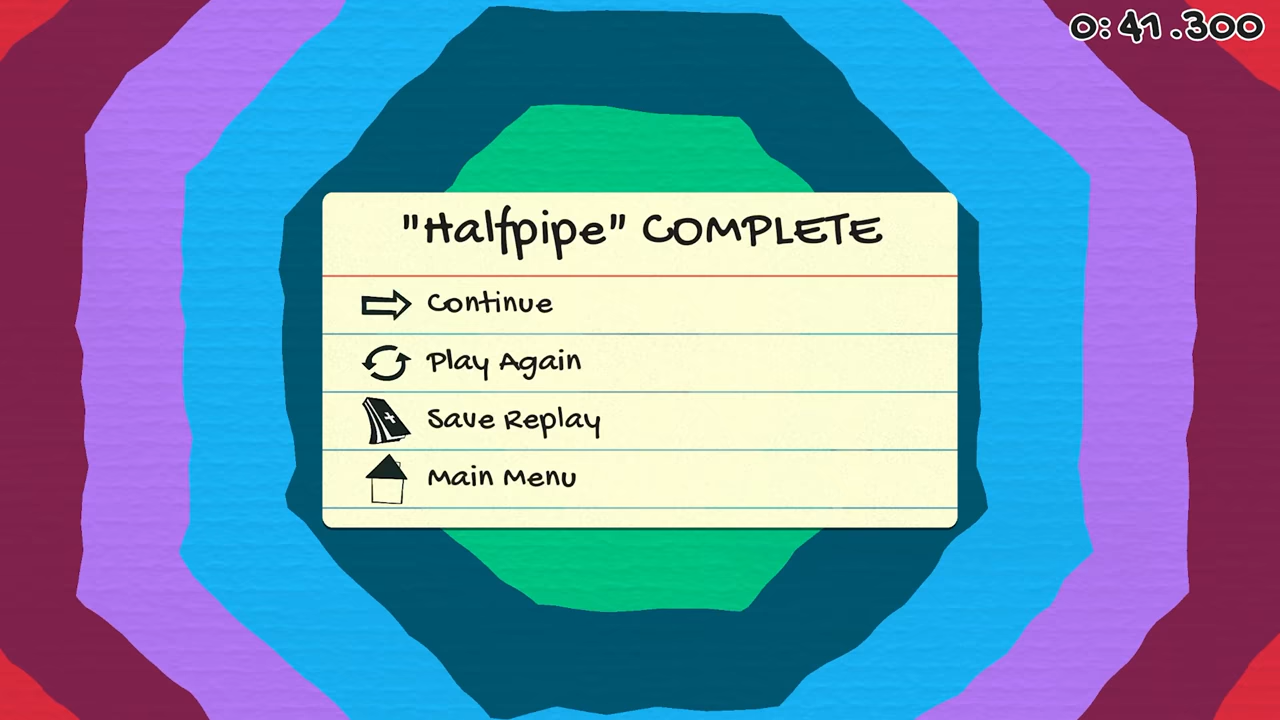 0:41.300
"Halfpipe" COMPLETE
Continue
Play Again
Save Replay
Main Menu